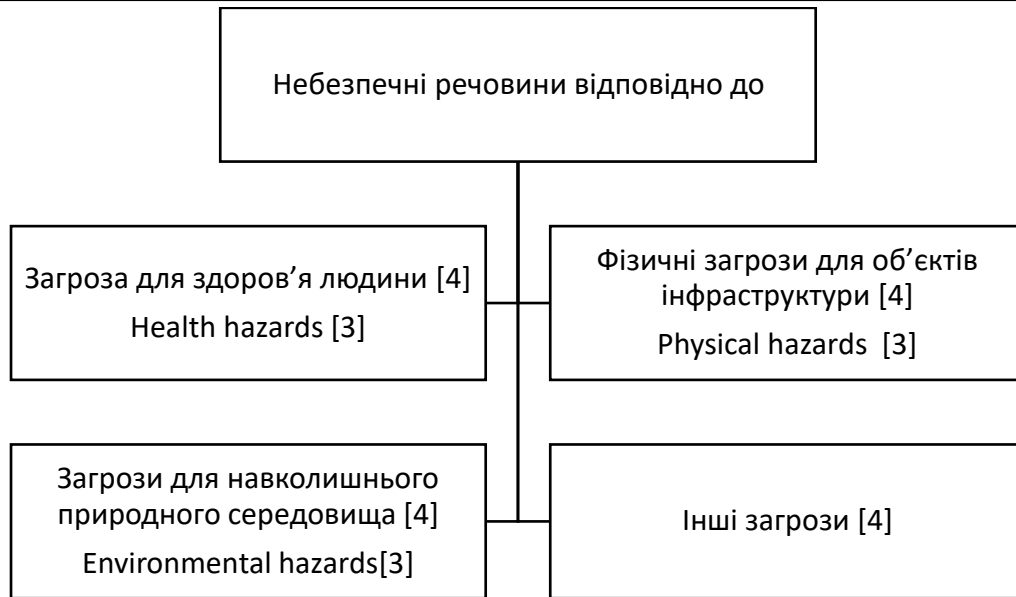 Небезпечні речовини відповідно до
Загроза для здоров’я людини [4]
Health hazards [3]
Фізичні загрози для об’єктів
інфраструктури [4]
Physical hazards [3]
Загрози для навколишнього
природного середовища [4]
Environmental hazards[3]
Інші загрози [4]